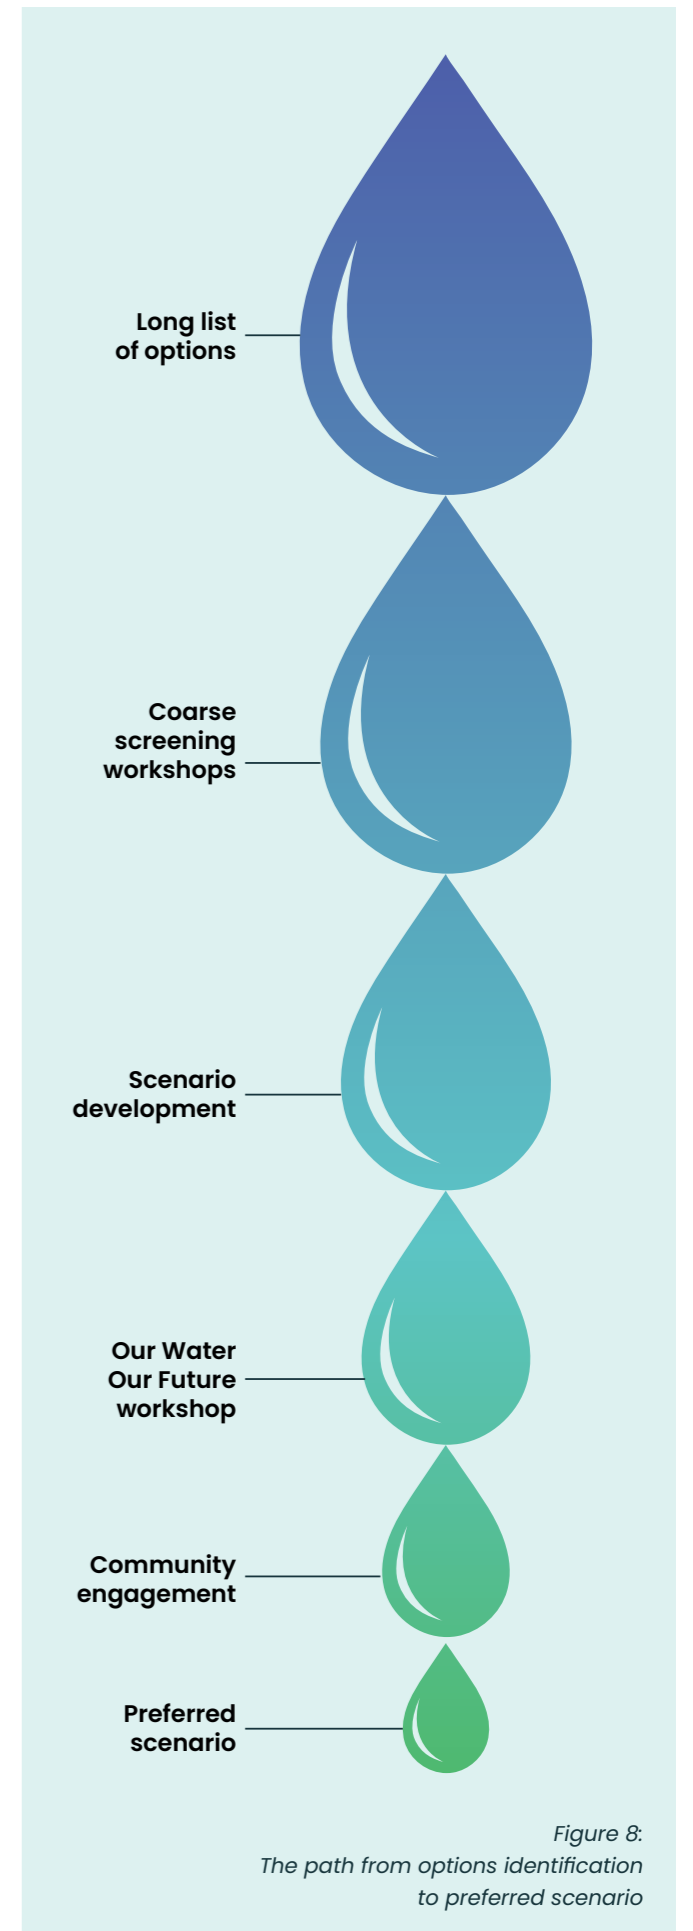 Long list
of options
Coarse
screening
workshops
Scenario
development
Our Water
Our Future
workshop
Community
engagement
Preferred
scenario
Figure 8:
The path from options identification
to preferred scenario